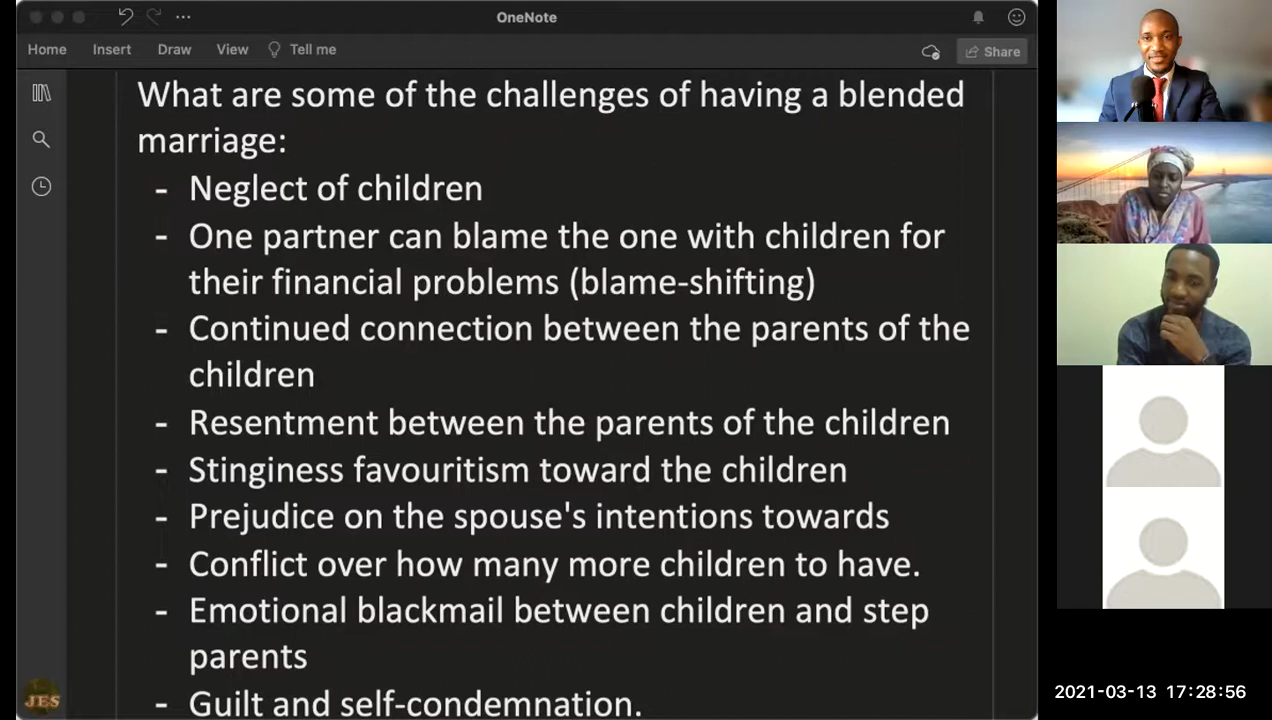 OneNote
Home Insert Draw View Tell me
Share
What are some of the challenges of having a blended
marriage:
- Neglect of children
- One partner can blame the one with children for
their financial problems (blame-shifting)
- Continued connection between the parents of the
children
- Resentment between the parents of the children
- Stinginess favouritism toward the children
- Prejudice on the spouse's intentions towards
- Conflict over how many more children to have.
- Emotional blackmail between children and step
parents
- Guilt and self-condemnation.
JES
2021-03-13 17:28:56